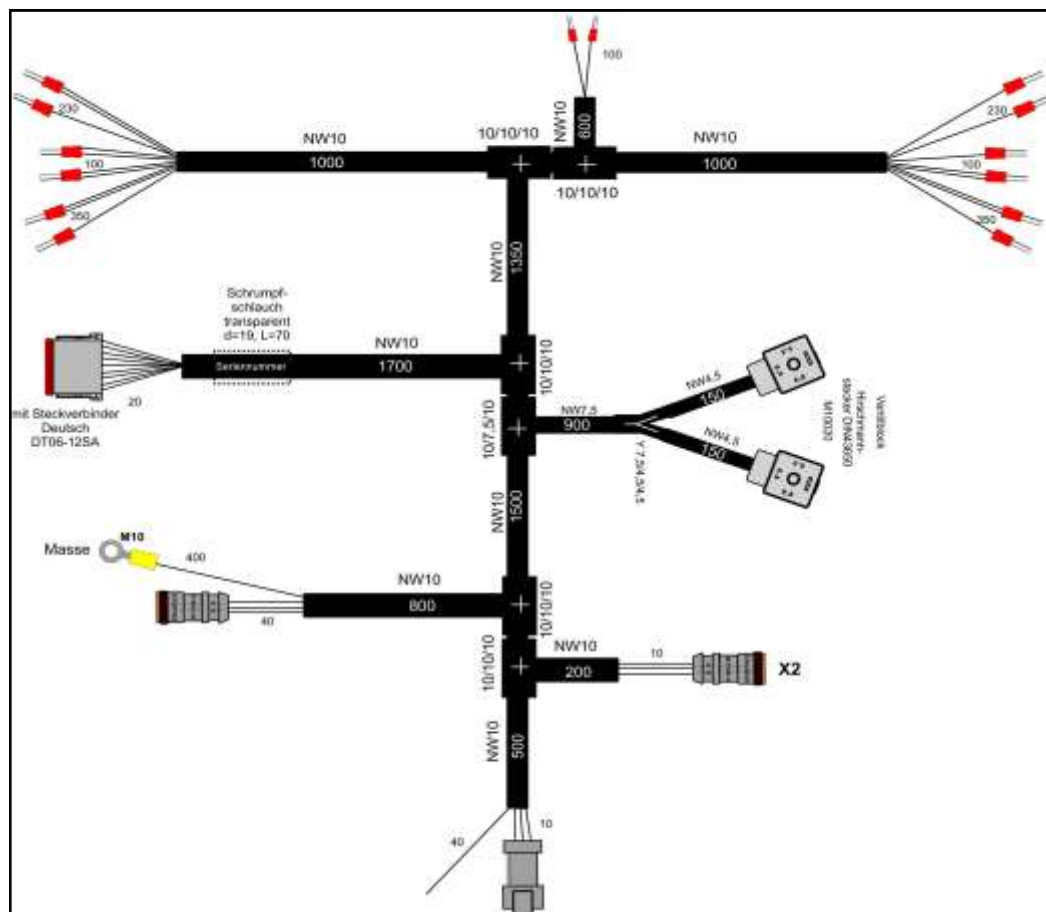 100
NW10
600
230
NW10
1000
10/10/10
NW10
1000
230
100
350
10/10/10
100
350
NW10
1350
Schrumpf-
schlauch
transparent
d=19, L=70
NW10
Seriennummer
1700
10/10/10
20
mit Steckverbinder
Deutsch
DT06-12SA
10/7.5/10
NW7.5
900
NW4.5
150
NW4.5
150
Y 7,5/4,5/4,5
Ventilblock
Hirschmann-
stecker DIN43650
NW10
1500
Masse
M10
400
NW10
800
40
10/10/10
10/10/10
NW10
200
10
X2
NW10
500
40
10